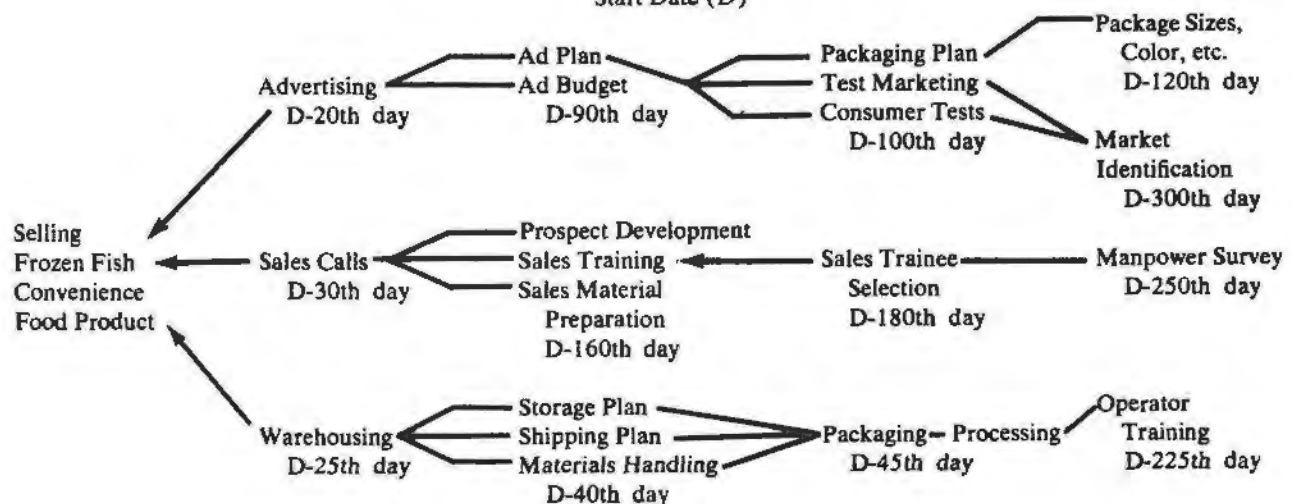 Start Date (D)
Advertising
D-20th day
Ad Plan
Ad Budget
D-90th day
Packaging Plan
Test Marketing
Consumer Tests
D-100th day
Package Sizes,
Color, etc.
D-120th day
Market
Identification
D-300th day
Selling
Frozen Fish
Convenience
Food Product
Sales Calls
D-30th day
Prospect Development
Sales Training
Sales Material
Preparation
D-160th day
Sales Trainee
Selection
D-180th day
Manpower Survey
D-250th day
Warehousing
D-25th day
Storage Plan
Shipping Plan
Materials Handling
D-40th day
Packaging – Processing
D-45th day
Operator
Training
D-225th day